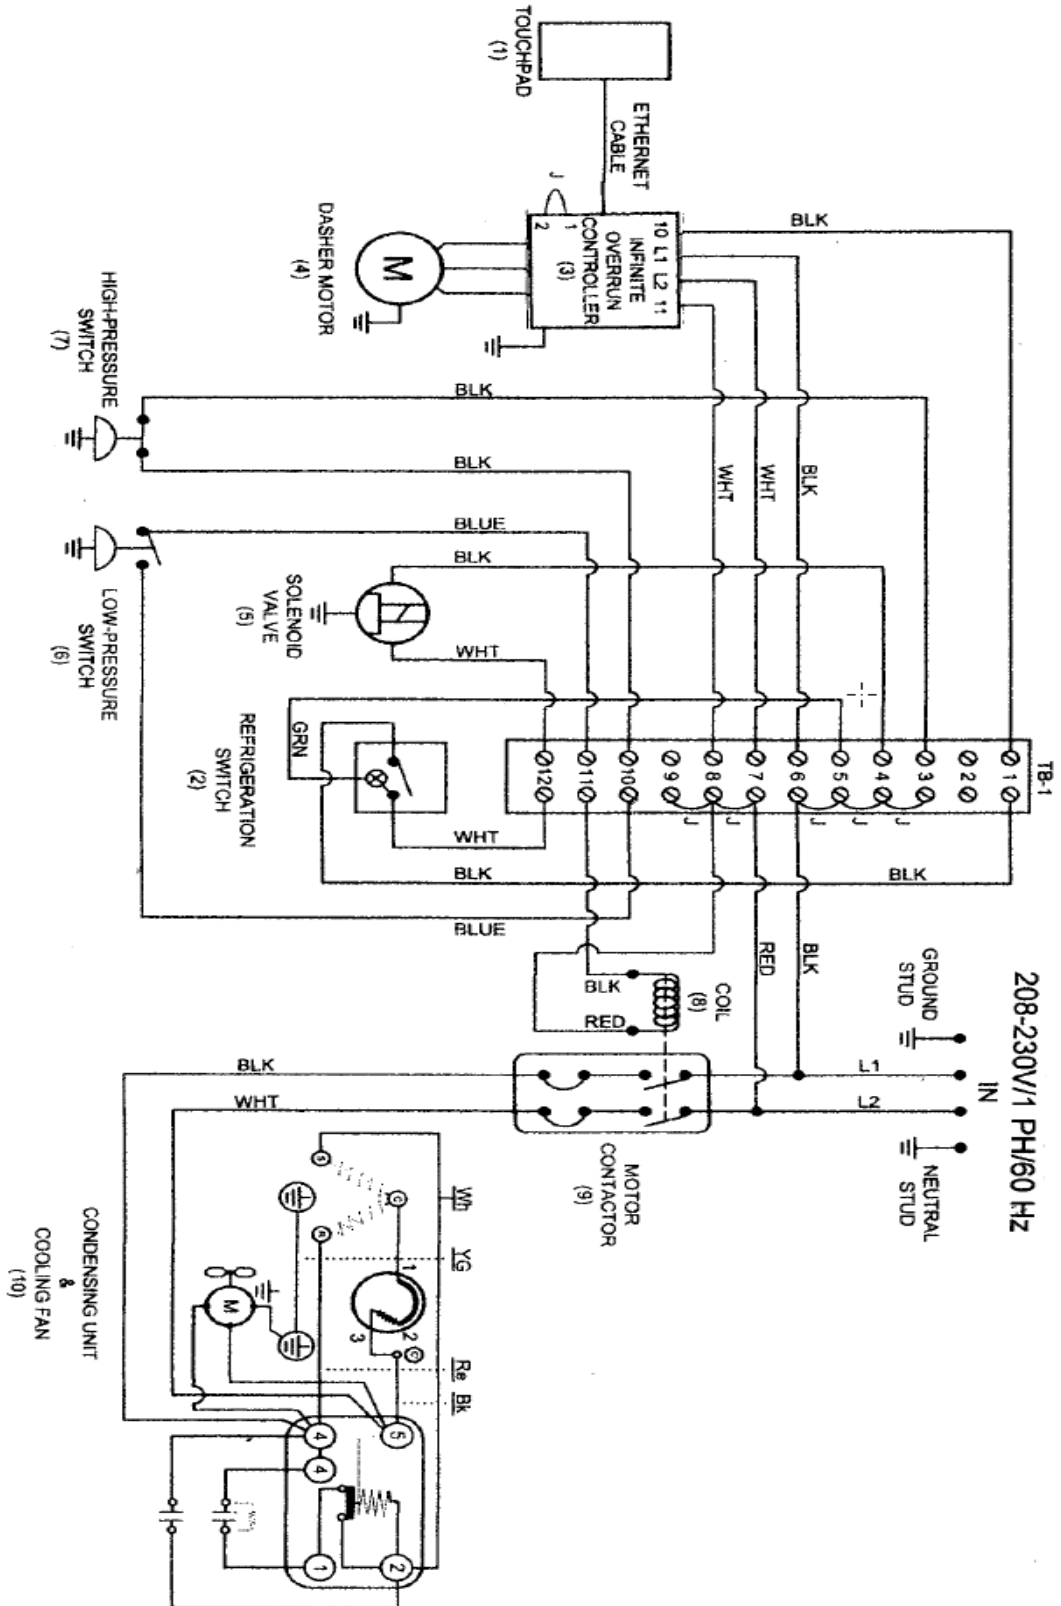 208-230V/1 PH/60 Hz
IN
GROUND
STUD
L1
L2
NEUTRAL
STUD
TB-1
1
2
3
4
5
6
7
8
9
10
11
12
J
J
J
J
J
BLK
BLK
RED
BLK
BLUE
WHT
TOUCHPAD
(1)
ETHERNET
CABLE
J
10 L1 L2 11
INFINITE
OVERRUN
(3)
CONTROLLER
1
2
M
DASHER MOTOR
(4)
BLK
BLK
WHT
WHT
BLK
BLK
BLUE
BLK
WHT
HIGH-PRESSURE
SWITCH
(7)
LOW-PRESSURE
SWITCH
(6)
SOLENOID
VALVE
(5)
GRN
REFRIGERATION
SWITCH
(2)
COIL
(8)
BLK
RED
MOTOR
CONTACTOR
(9)
BLK
WHT
Wh
YG
Re
Bk
S
C
R
1
2
3
C
M
5
4
4
2
1
CONDENSING UNIT
&
COOLING FAN
(10)